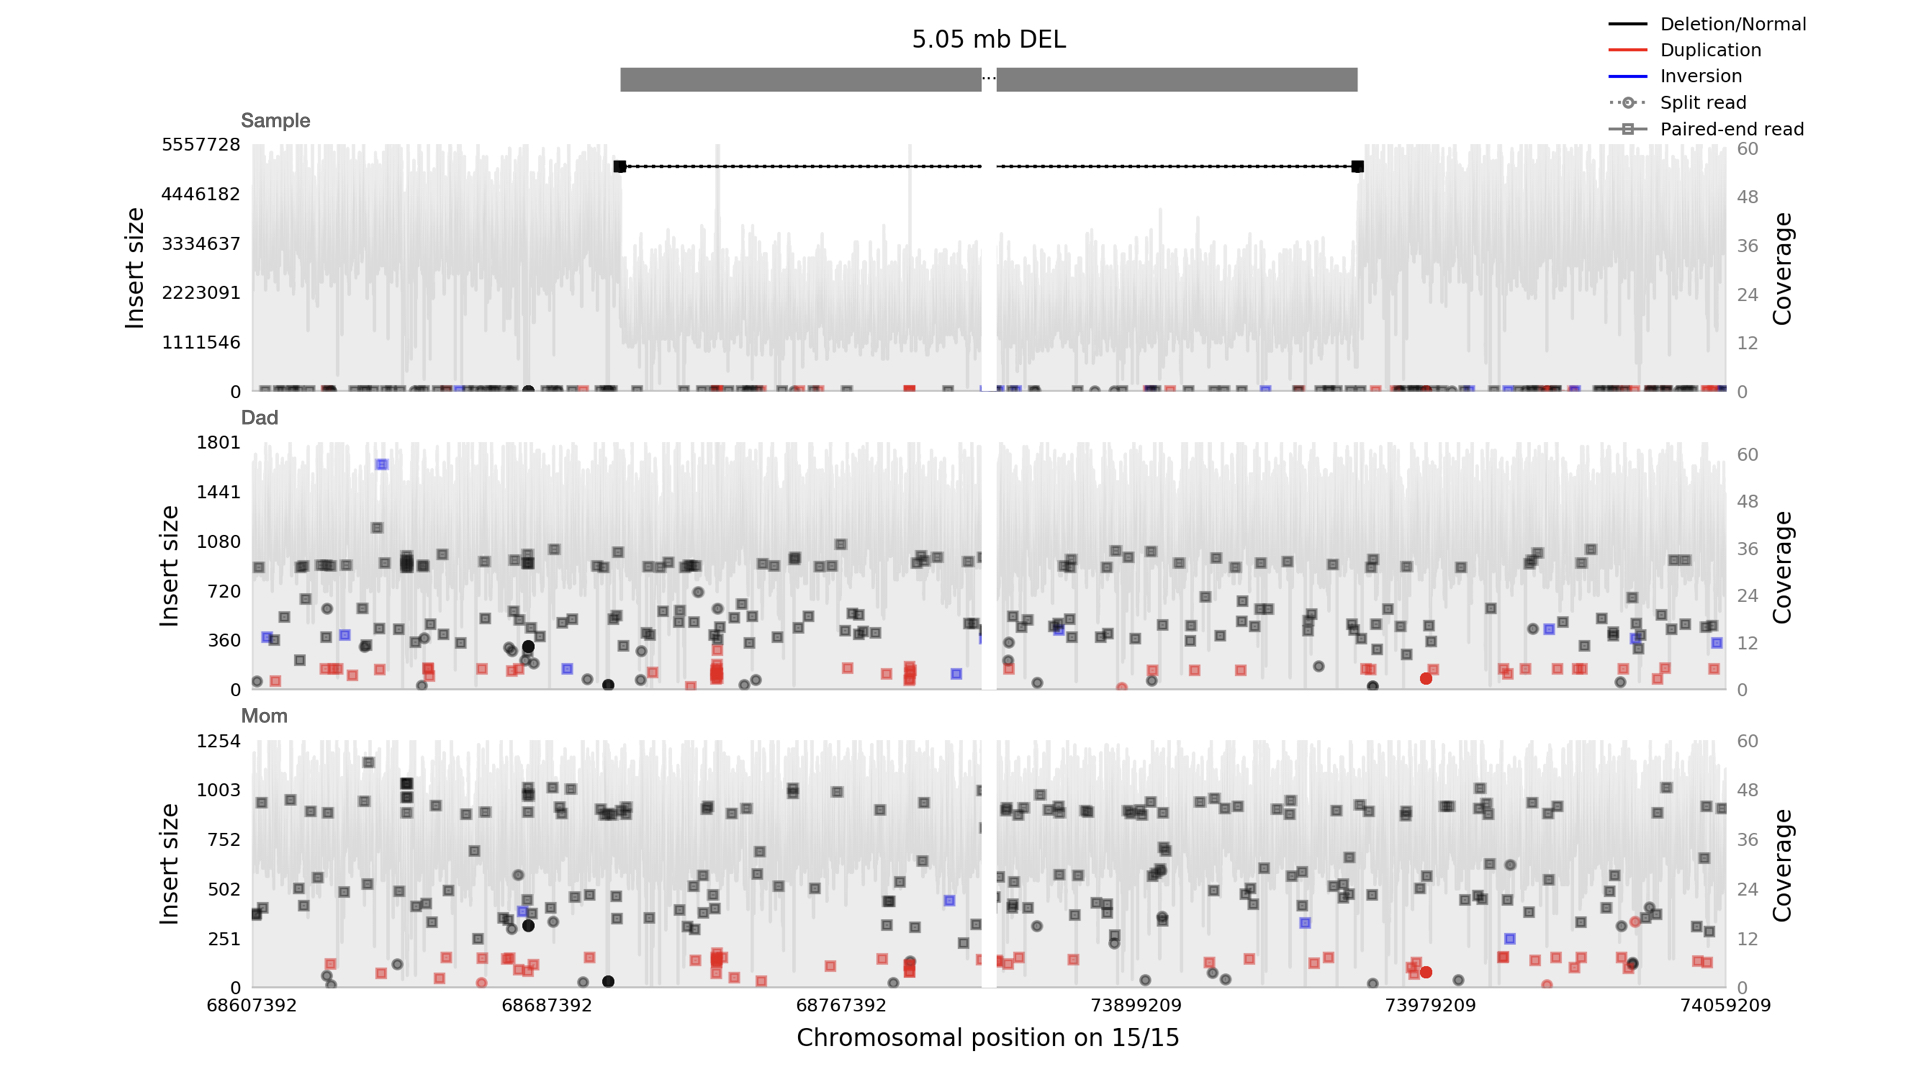 5.05 mb DEL
...
Deletion/Normal
Duplication
Inversion
Split read
Paired-end read
Sample
Insert size
5557728
4446182
3334637
2223091
1111546
0
60
48
36
24
12
0
Coverage
Dad
Insert size
1801
1441
1080
720
360
0
60
48
36
24
12
0
Coverage
Mom
Insert size
1254
1003
752
502
251
0
60
48
36
24
12
0
Coverage
68607392 68687392 68767392 73899209 73979209 74059209
Chromosomal position on 15/15